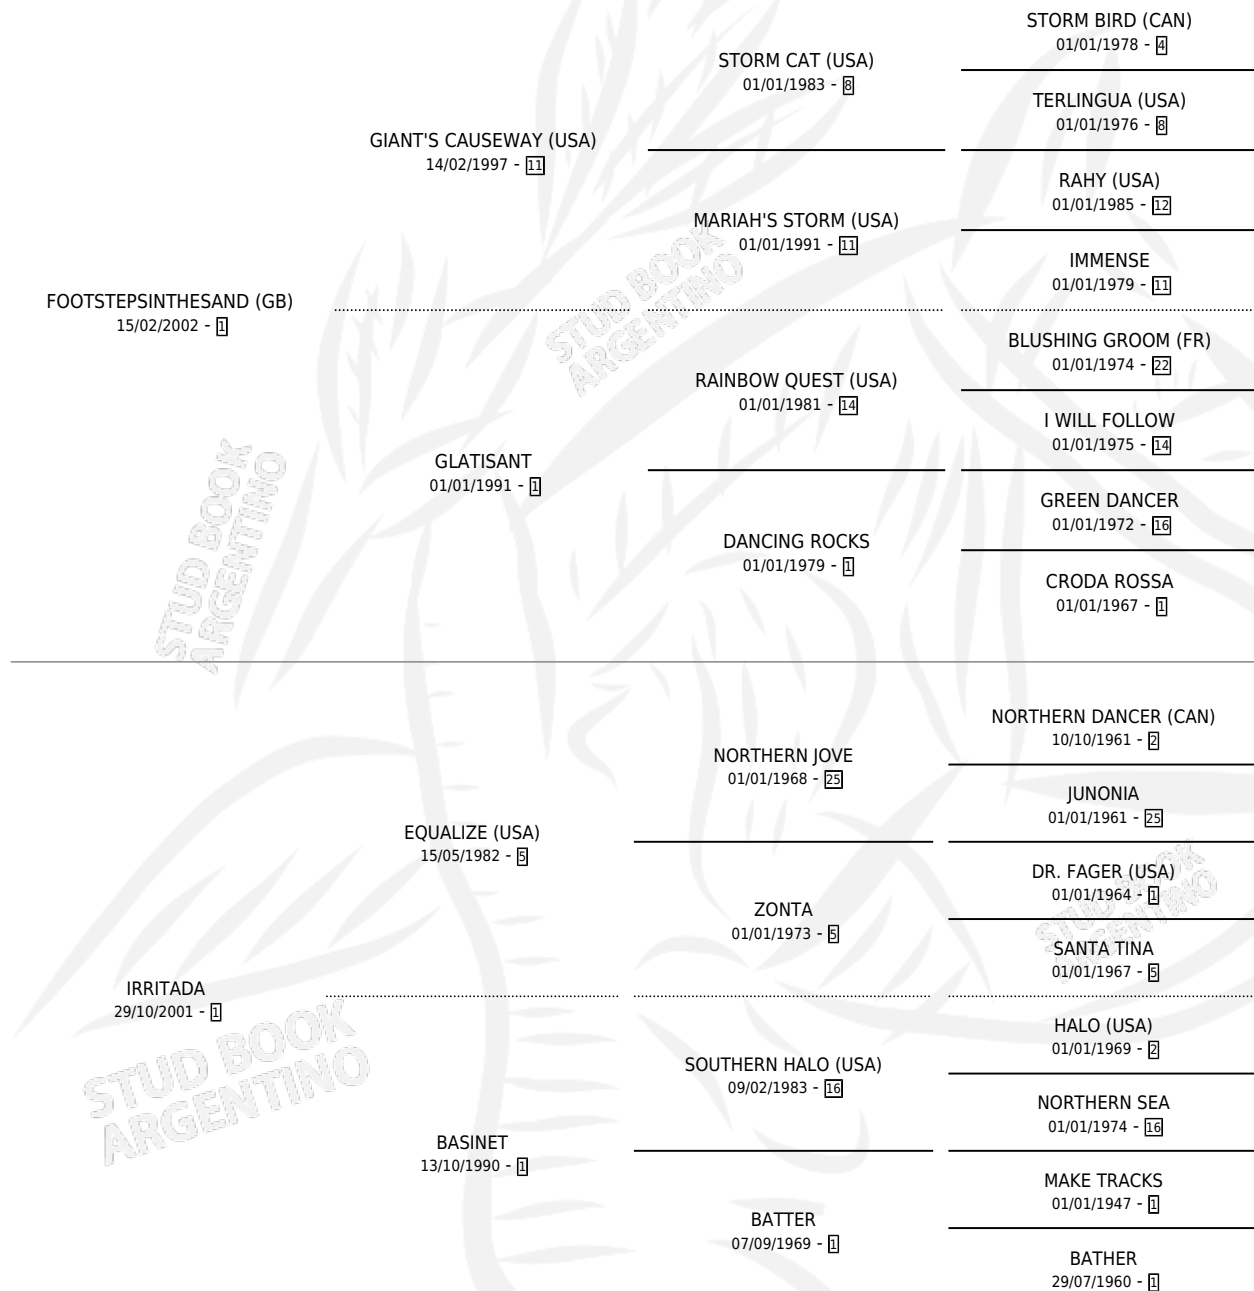 STORM BIRD (CAN)
01/01/1978 - 4
STORM CAT (USA)
01/01/1983 - 8
TERLINGUA (USA)
01/01/1976 - 8
GIANT'S CAUSEWAY (USA)
14/02/1997 - 11
RAHY (USA)
01/01/1985 - 12
MARIAH'S STORM (USA)
01/01/1991 - 11
IMMENSE
01/01/1979 - 11
FOOTSTEPSINTHESAND (GB)
15/02/2002 - 1
BLUSHING GROOM (FR)
01/01/1974 - 22
RAINBOW QUEST (USA)
01/01/1981 - 14
I WILL FOLLOW
01/01/1975 - 14
GLATISANT
01/01/1991 - 1
GREEN DANCER
01/01/1972 - 16
DANCING ROCKS
01/01/1979 - 1
CRODA ROSSA
01/01/1967 - 1
NORTHERN DANCER (CAN)
10/10/1961 - 2
NORTHERN JOVE
01/01/1968 - 25
JUNONIA
01/01/1961 - 25
EQUALIZE (USA)
15/05/1982 - 5
DR. FAGER (USA)
01/01/1964 - 1
ZONTA
01/01/1973 - 5
SANTA TINA
01/01/1967 - 5
IRRITADA
29/10/2001 - 1
HALO (USA)
01/01/1969 - 2
SOUTHERN HALO (USA)
09/02/1983 - 16
NORTHERN SEA
01/01/1974 - 16
BASINET
13/10/1990 - 1
MAKE TRACKS
01/01/1947 - 1
BATTER
07/09/1969 - 1
BATHER
29/07/1960 - 1
STUD BOOK
ARGENTINO
STUD BOOK
ARGENTINO
STUD BOOK
ARGENTINO
STUD BOOK
ARGENTINO